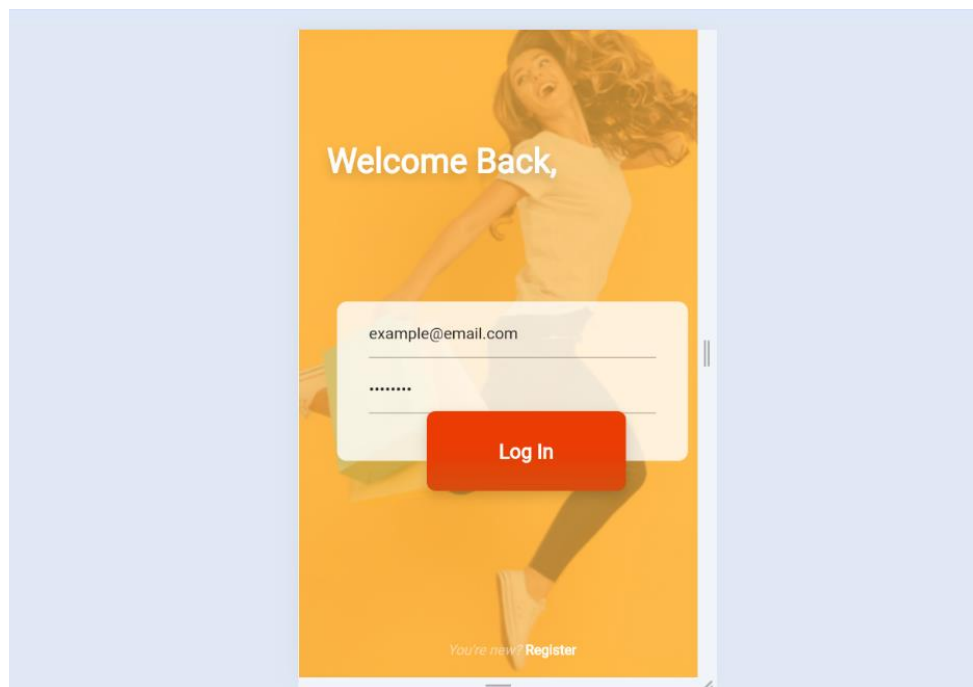 Welcome Back,
example@email.com
••••••••
Log In
You're new? Register